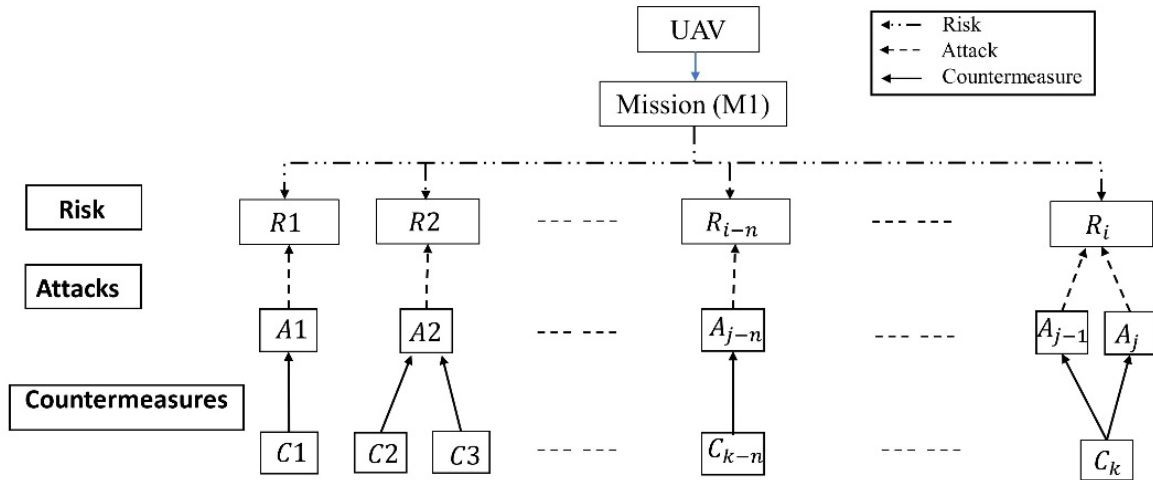 UAV
Risk
Attack
Countermeasure
Mission (M1)
Risk
R1 R2 R_{i−n} R_i
Attacks
A1 A2 A_{j−n} A_{j−1} A_j
Countermeasures
C1 C2 C3 C_{k−n} C_k